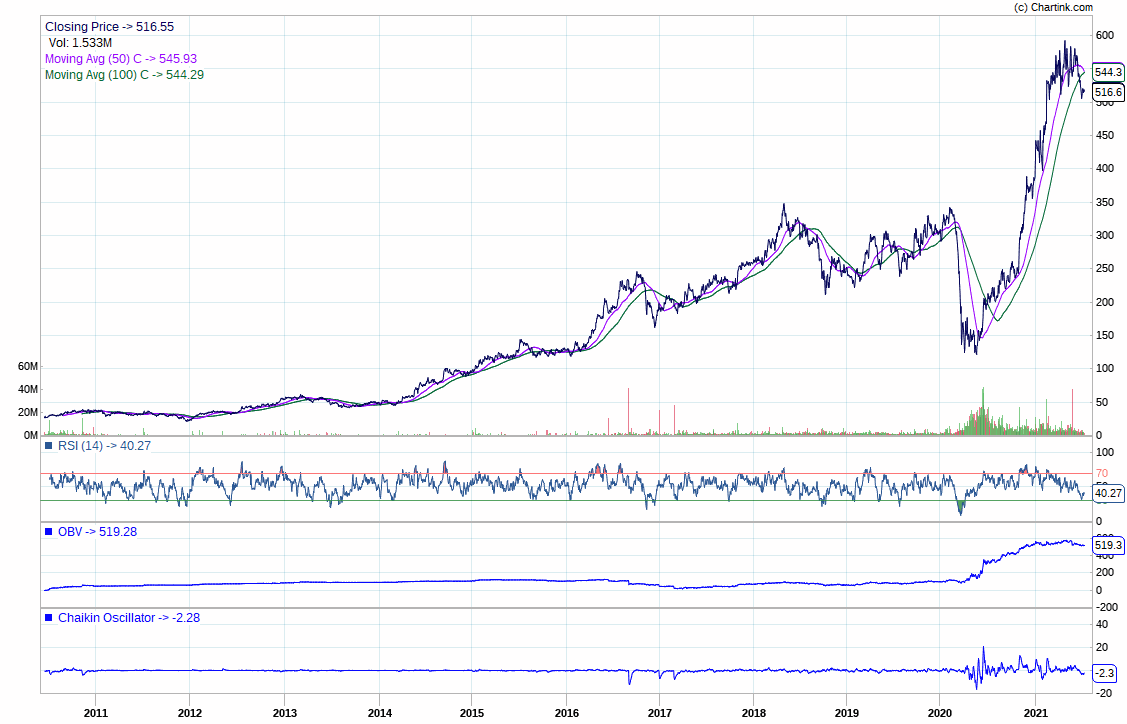 (c) Chartink.com
Closing Price -> 516.55
Vol: 1.533M
Moving Avg (50) C -> 545.93
Moving Avg (100) C -> 544.29
600
544.3
516.6
500
450
400
350
300
250
200
150
100
50
0
60M
40M
20M
0M
RSI (14) -> 40.27
100
70
50
40.27
0
OBV -> 519.28
600
519.3
400
200
0
-200
Chaikin Oscillator -> -2.28
40
20
-2.3
-20
2011 2012 2013 2014 2015 2016 2017 2018 2019 2020 2021